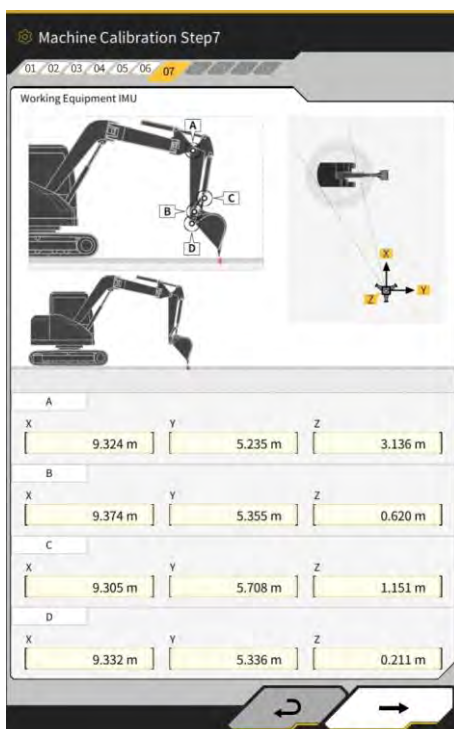 Machine Calibration Step7
01 02 03 04 05 06 07
Working Equipment IMU
A
C
B
D
X
Y
Z
A
X Y Z
[ 9.324 m ] [ 5.235 m ] [ 3.136 m ]
B
X Y Z
[ 9.374 m ] [ 5.355 m ] [ 0.620 m ]
C
X Y Z
[ 9.305 m ] [ 5.708 m ] [ 1.151 m ]
D
X Y Z
[ 9.332 m ] [ 5.336 m ] [ 0.211 m ]